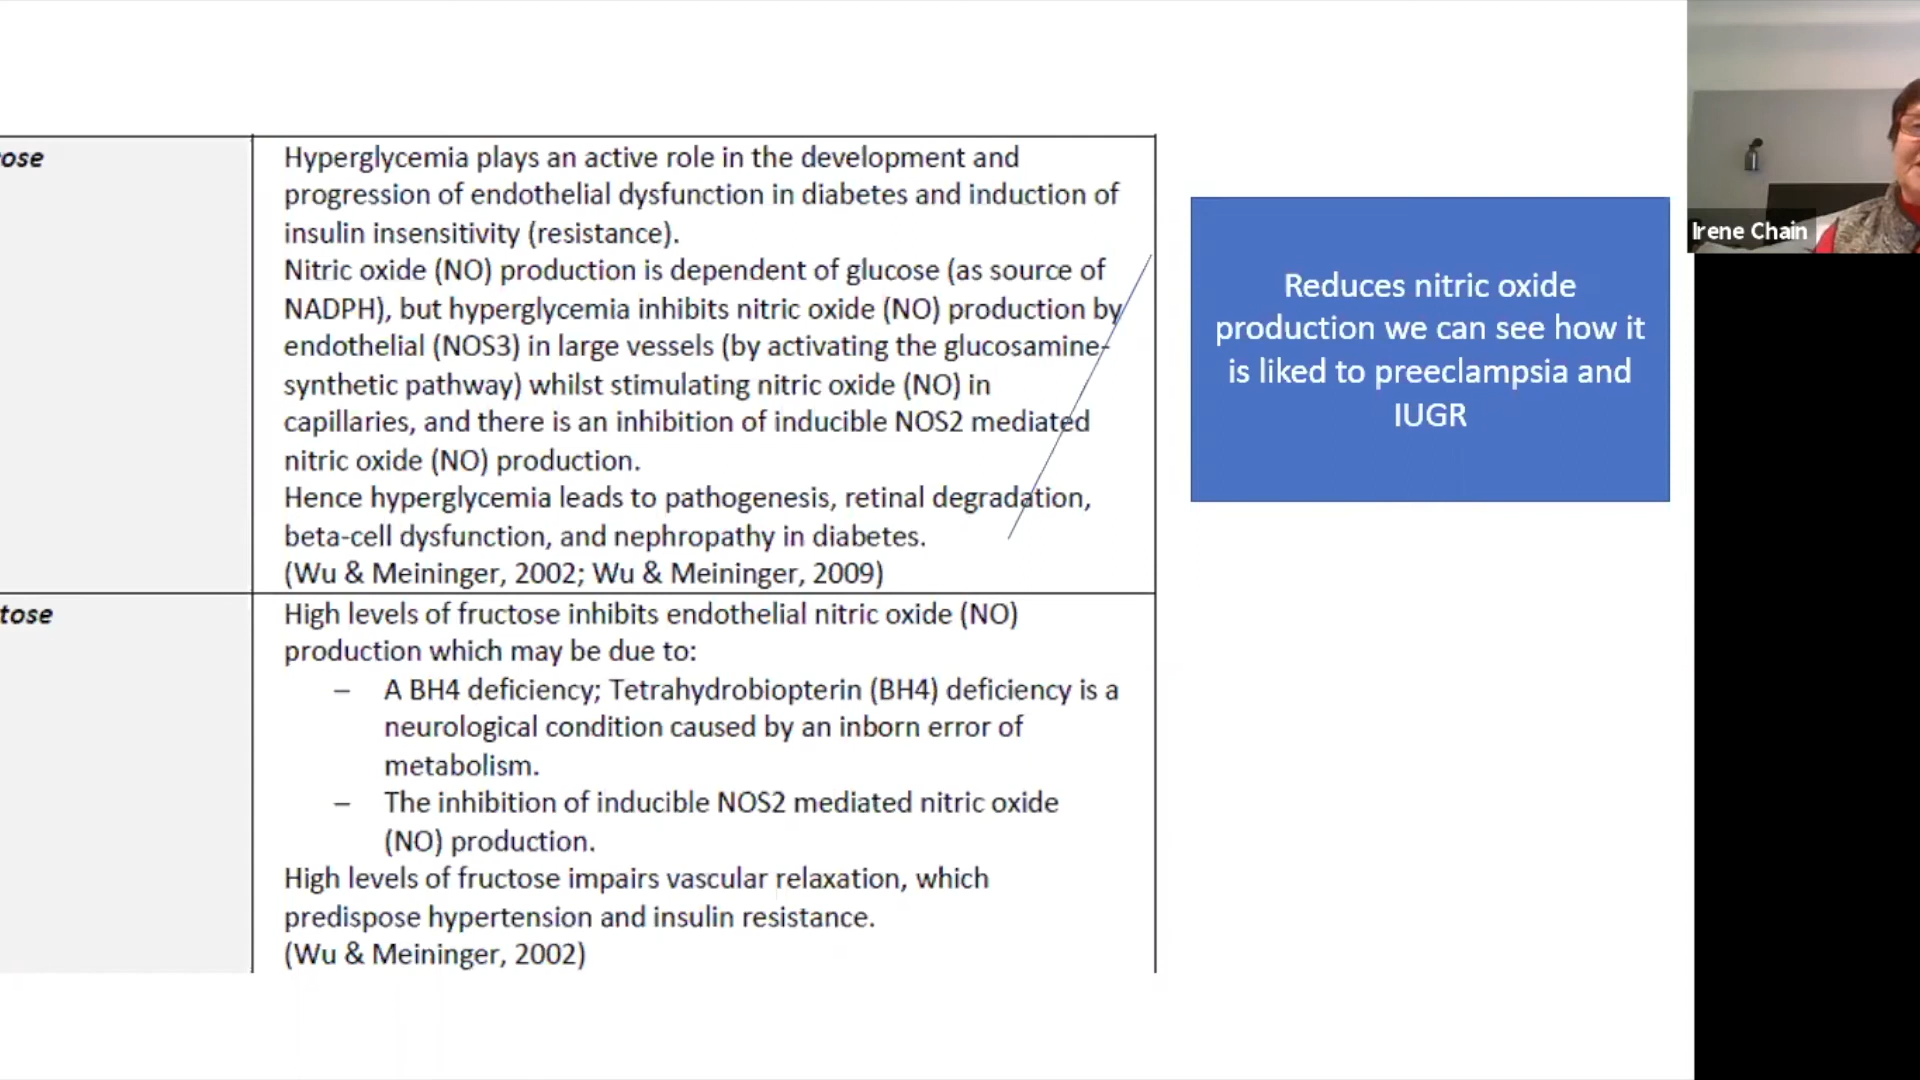 ose
Hyperglycemia plays an active role in the development and
progression of endothelial dysfunction in diabetes and induction of
insulin insensitivity (resistance).
Nitric oxide (NO) production is dependent of glucose (as source of
NADPH), but hyperglycemia inhibits nitric oxide (NO) production by
endothelial (NOS3) in large vessels (by activating the glucosamine-
synthetic pathway) whilst stimulating nitric oxide (NO) in
capillaries, and there is an inhibition of inducible NOS2 mediated
nitric oxide (NO) production.
Hence hyperglycemia leads to pathogenesis, retinal degradation,
beta-cell dysfunction, and nephropathy in diabetes.
(Wu & Meininger, 2002; Wu & Meininger, 2009)
tose
High levels of fructose inhibits endothelial nitric oxide (NO)
production which may be due to:
– A BH4 deficiency; Tetrahydrobiopterin (BH4) deficiency is a
neurological condition caused by an inborn error of
metabolism.
– The inhibition of inducible NOS2 mediated nitric oxide
(NO) production.
High levels of fructose impairs vascular relaxation, which
predispose hypertension and insulin resistance.
(Wu & Meininger, 2002)
Reduces nitric oxide
production we can see how it
is liked to preeclampsia and
IUGR
Irene Chain